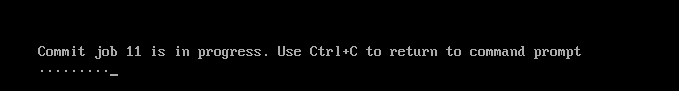 Commit job 11 is in progress. Use Ctrl+C to return to command prompt
.........._